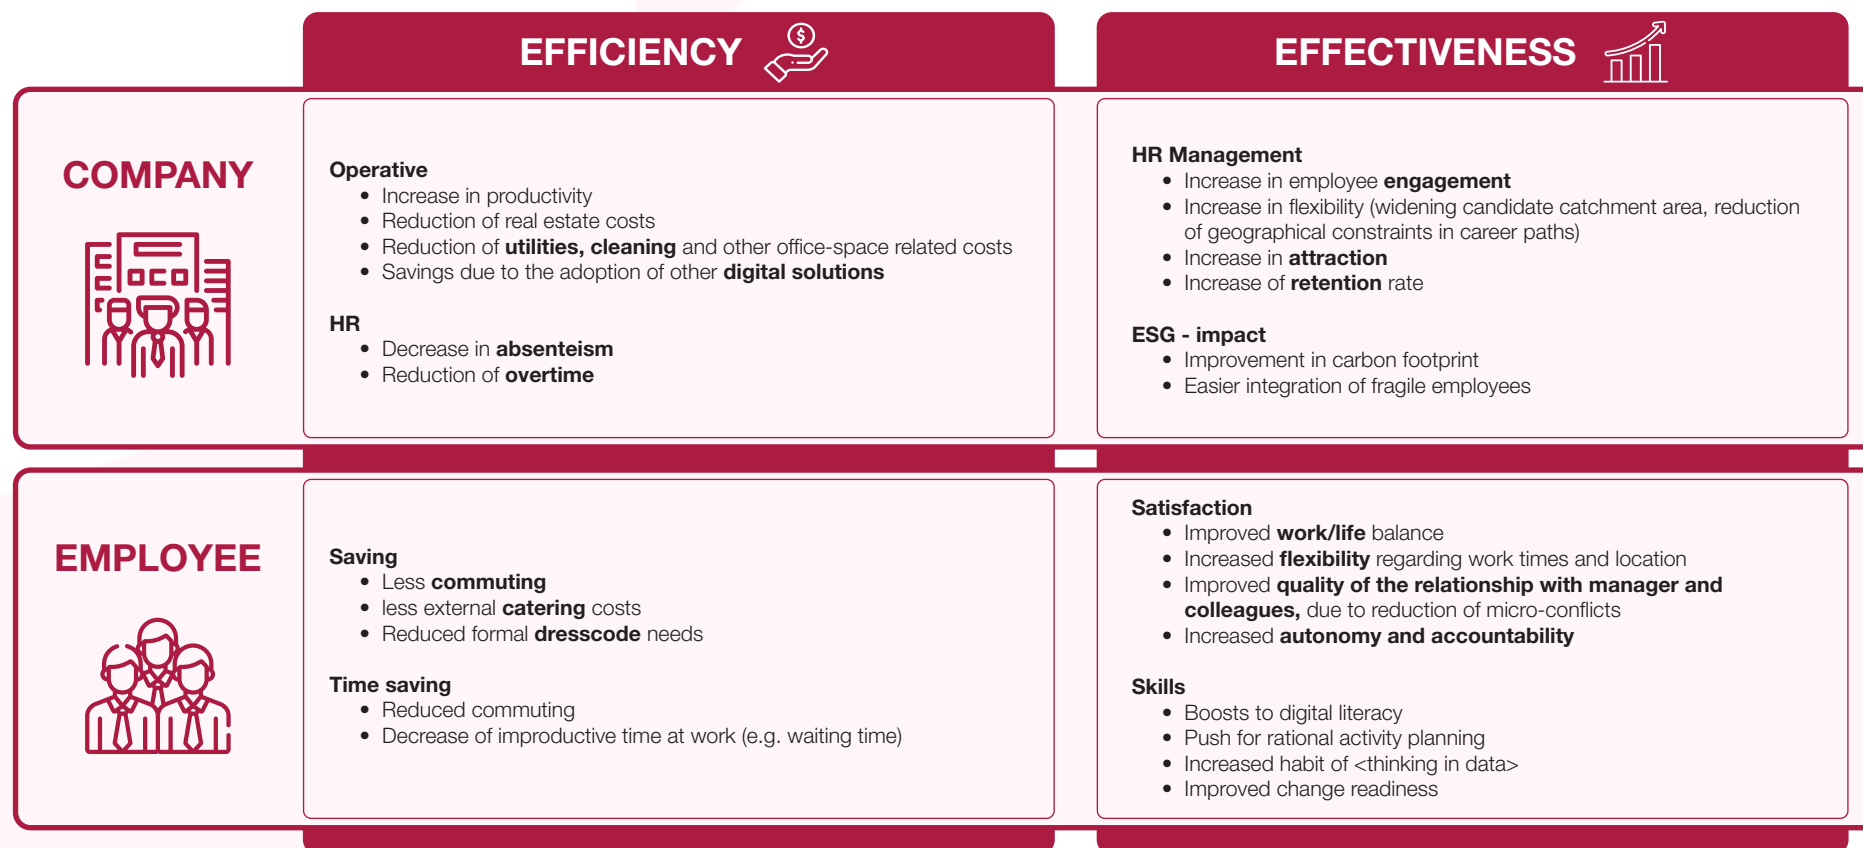 EFFICIENCY
EFFECTIVENESS
COMPANY
Operative
• Increase in productivity
• Reduction of real estate costs
• Reduction of utilities, cleaning and other office-space related costs
• Savings due to the adoption of other digital solutions
HR
• Decrease in absenteism
• Reduction of overtime
HR Management
• Increase in employee engagement
• Increase in flexibility (widening candidate catchment area, reduction
of geographical constraints in career paths)
• Increase in attraction
• Increase of retention rate
ESG - impact
• Improvement in carbon footprint
• Easier integration of fragile employees
EMPLOYEE
Saving
• Less commuting
• less external catering costs
• Reduced formal dresscode needs
Time saving
• Reduced commuting
• Decrease of improductive time at work (e.g. waiting time)
Satisfaction
• Improved work/life balance
• Increased flexibility regarding work times and location
• Improved quality of the relationship with manager and
colleagues, due to reduction of micro-conflicts
• Increased autonomy and accountability
Skills
• Boosts to digital literacy
• Push for rational activity planning
• Increased habit of <thinking in data>
• Improved change readiness